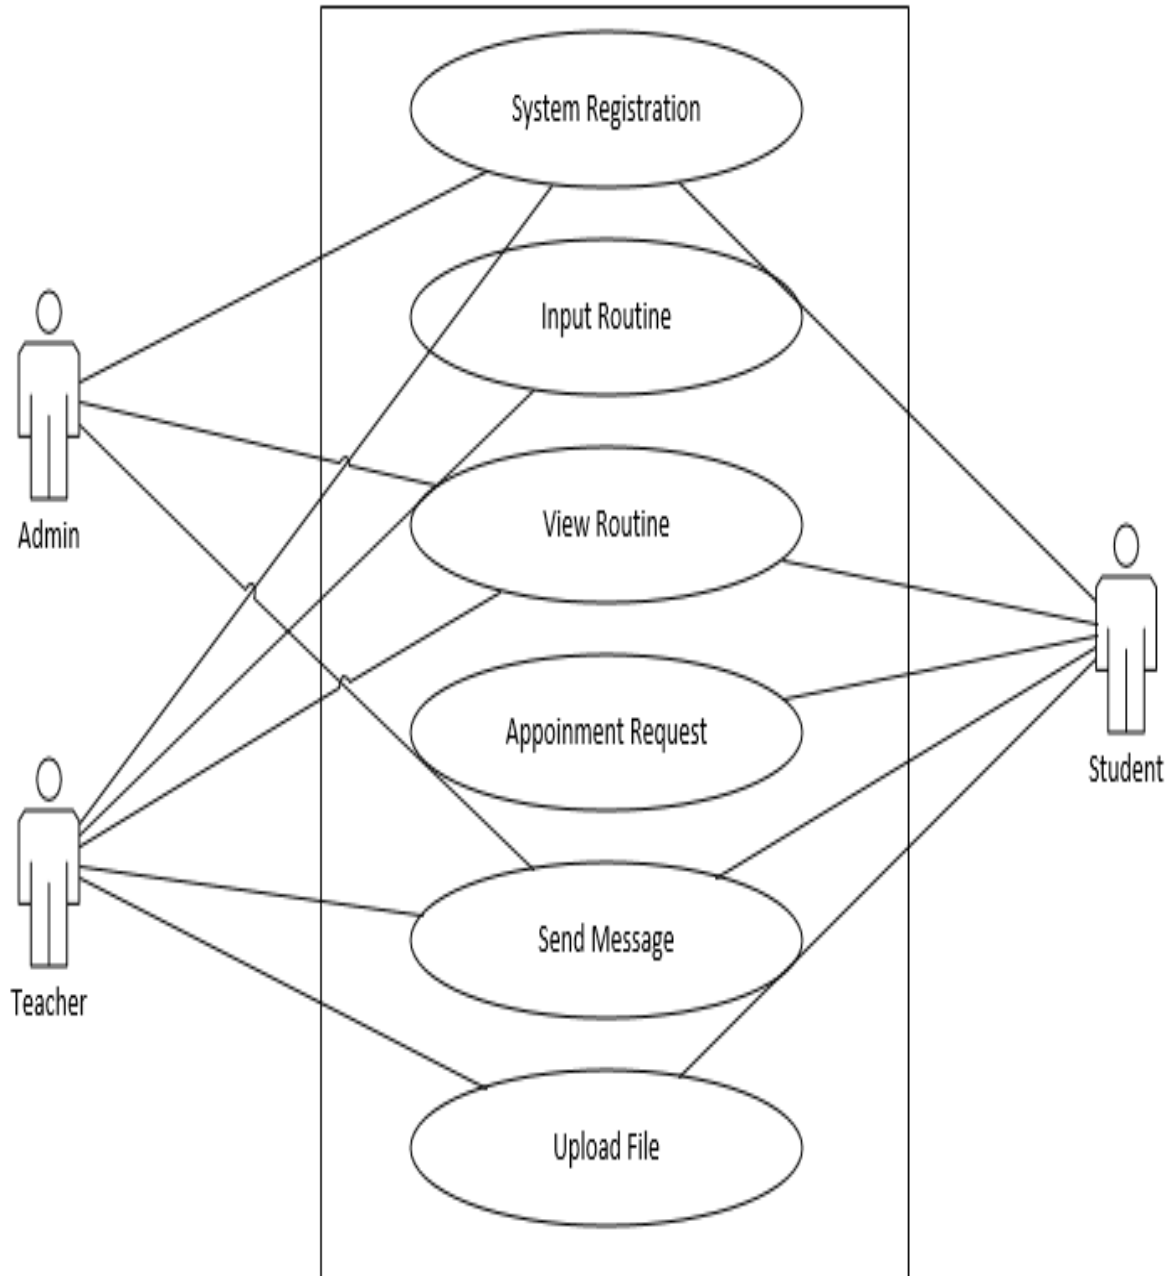 System Registration
Input Routine
View Routine
Admin
Appoinment Request
Student
Send Message
Teacher
Upload File